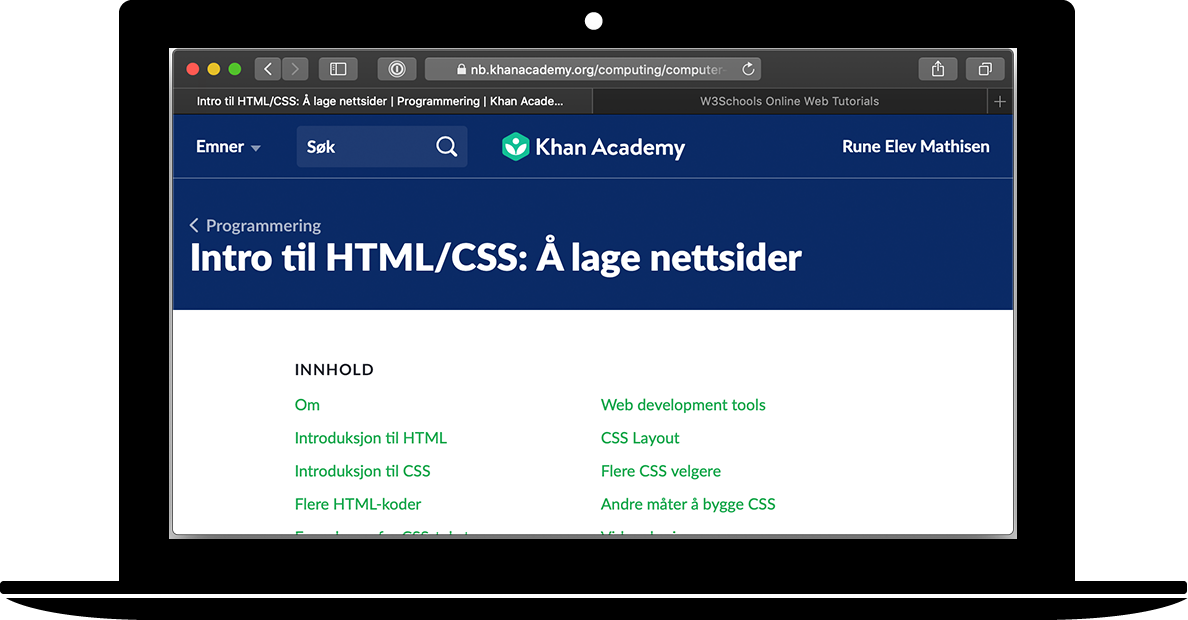 nb.khanacademy.org/computing/computer-
Intro til HTML/CSS: Å lage nettsider | Programmering | Khan Acade...
W3Schools Online Web Tutorials
Emner
Søk
Khan Academy
Rune Elev Mathisen
Programmering
Intro til HTML/CSS: Å lage nettsider
INNHOLD
Om
Introduksjon til HTML
Introduksjon til CSS
Flere HTML-koder
Web development tools
CSS Layout
Flere CSS velgere
Andre måter å bygge CSS